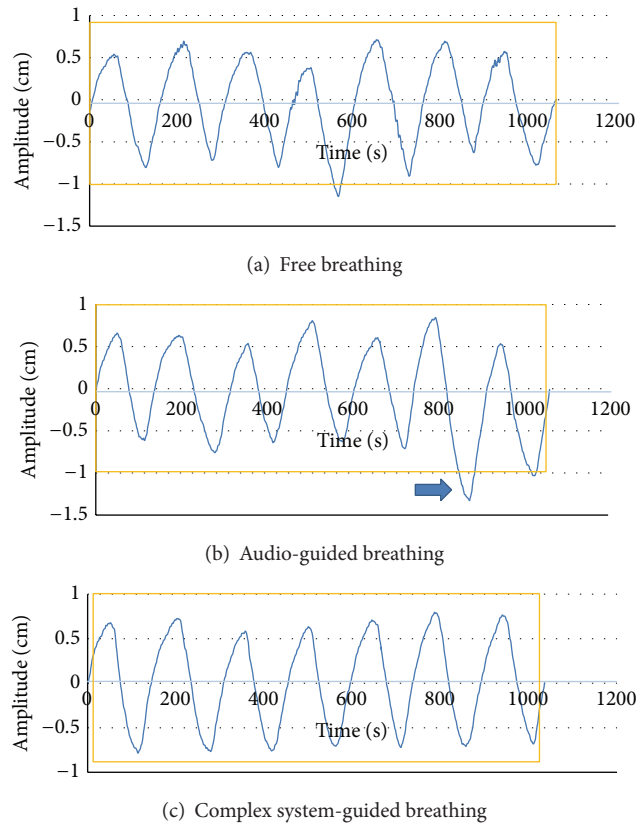 1
0.5
0
−0.5
−1
−1.5
Amplitude (cm)
0 200 400 600 800 1000 1200
Time (s)
(a) Free breathing
1
0.5
0
−0.5
−1
−1.5
Amplitude (cm)
0 200 400 600 800 1000 1200
Time (s)
(b) Audio-guided breathing
1
0.5
0
−0.5
−1
Amplitude (cm)
0 200 400 600 800 1000 1200
Time (s)
(c) Complex system-guided breathing